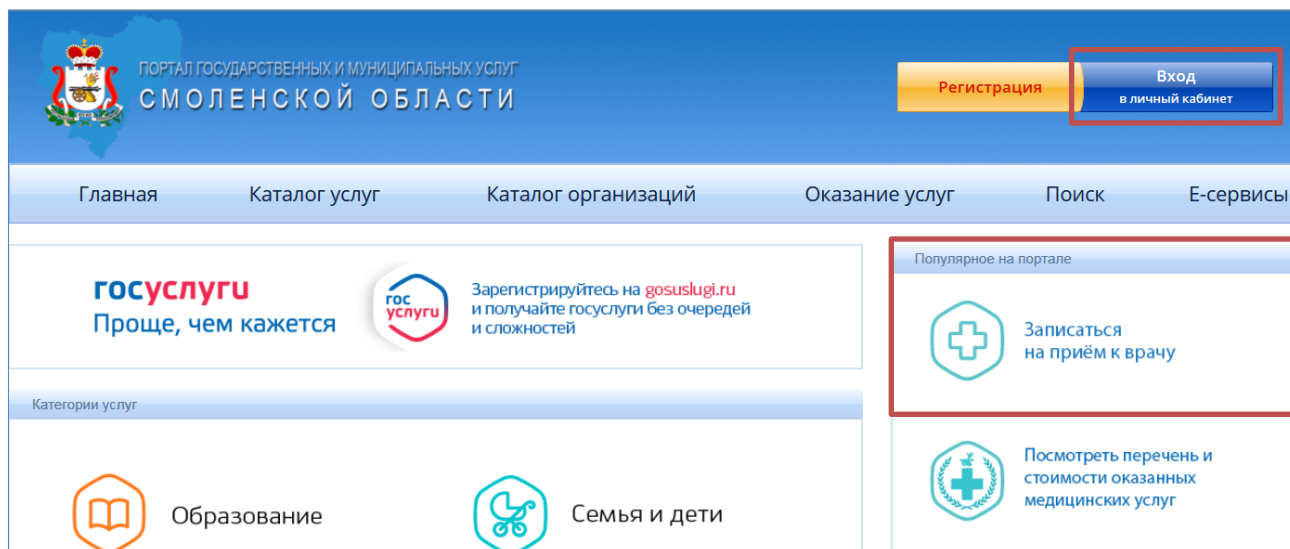 ПОРТАЛ ГОСУДАРСТВЕННЫХ И МУНИЦИПАЛЬНЫХ УСЛУГ
СМОЛЕНСКОЙ ОБЛАСТИ
Регистрация
Вход
в личный кабинет
Главная
Каталог услуг
Каталог организаций
Оказание услуг
Поиск
Е-сервисы
госуслуги
Проще, чем кажется
гос
услуги
Зарегистрируйтесь на gosuslugi.ru
и получайте госуслуги без очередей
и сложностей
Популярное на портале
Записаться
на приём к врачу
Категории услуг
Образование
Семья и дети
Посмотреть перечень и
стоимости оказанных
медицинских услуг